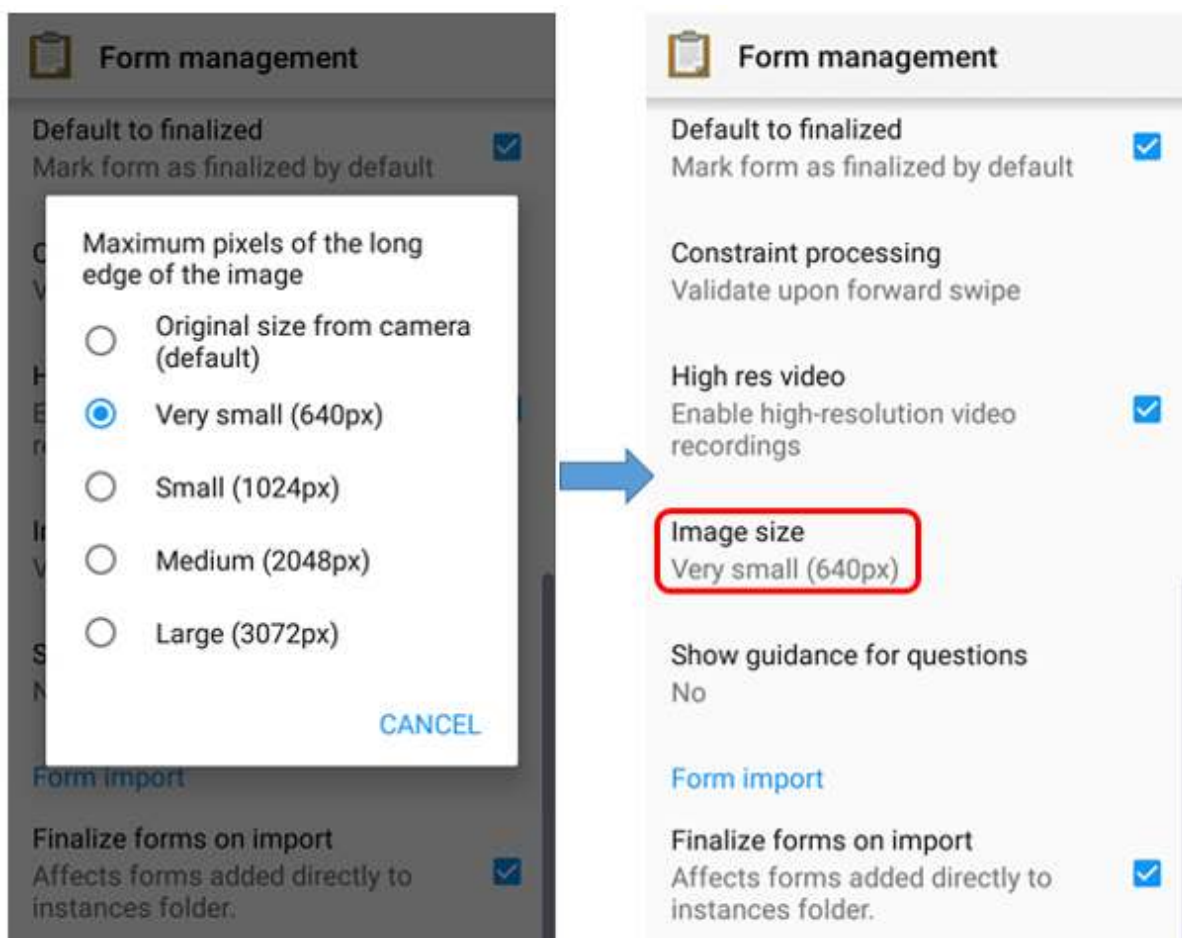 Form management
Default to finalized
Mark form as finalized by default
Maximum pixels of the long
edge of the image
Original size from camera
(default)
Very small (640px)
Small (1024px)
Medium (2048px)
Large (3072px)
CANCEL
Form import
Finalize forms on import
Affects forms added directly to
instances folder.
Form management
Default to finalized
Mark form as finalized by default
Constraint processing
Validate upon forward swipe
High res video
Enable high-resolution video
recordings
Image size
Very small (640px)
Show guidance for questions
No
Form import
Finalize forms on import
Affects forms added directly to
instances folder.